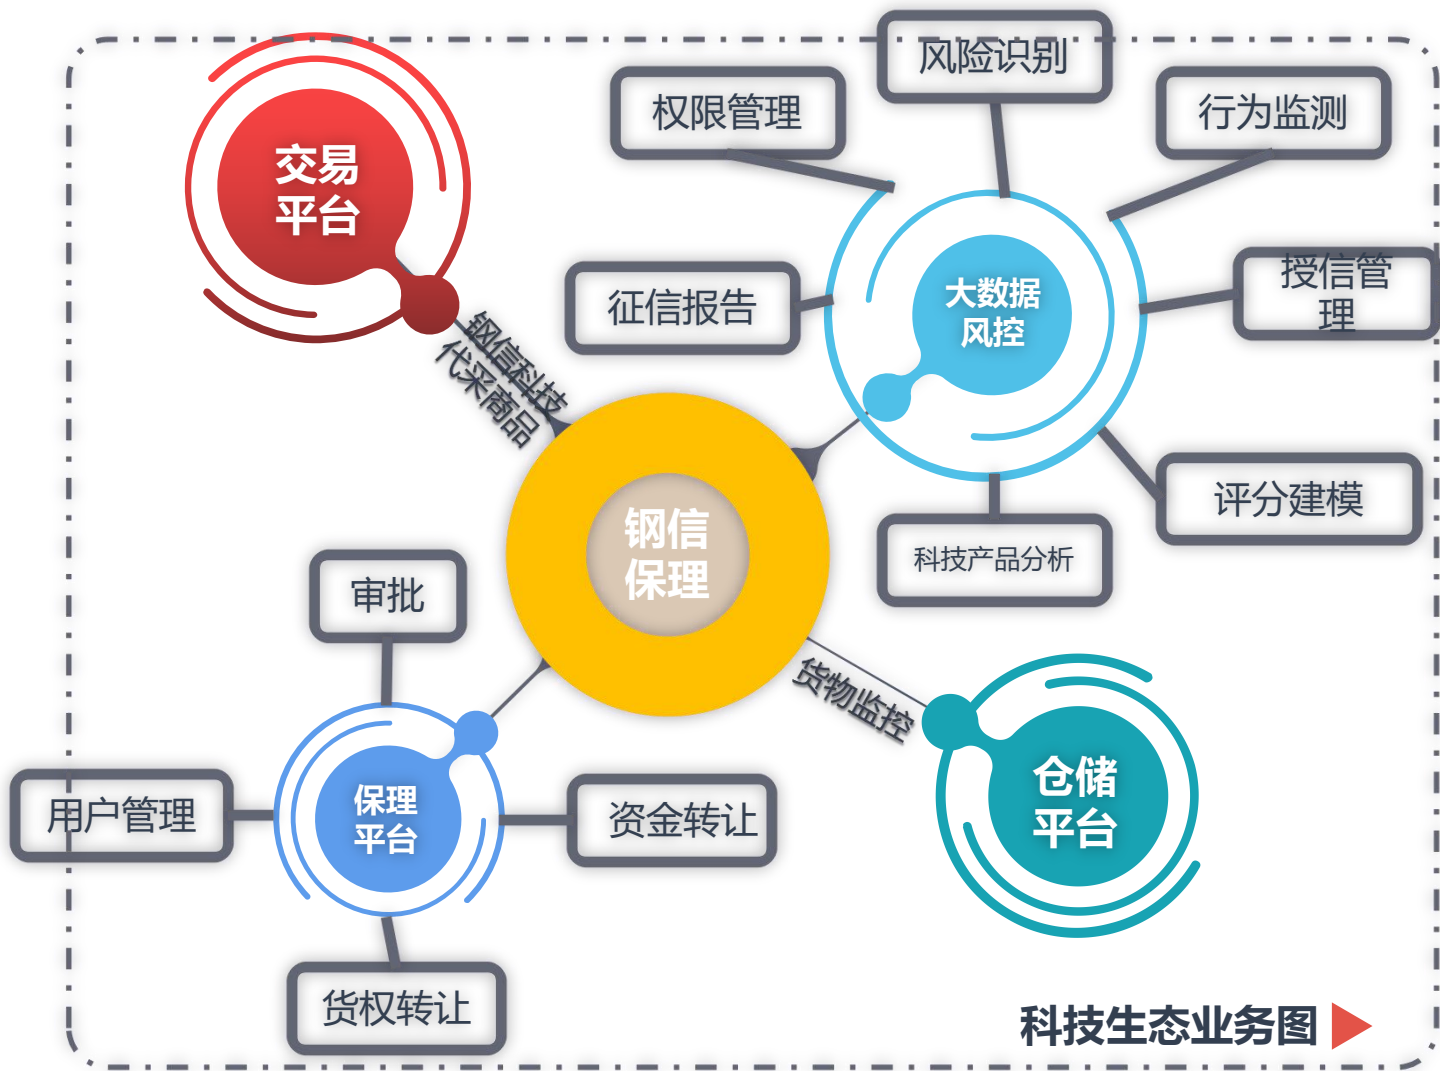 风险识别
权限管理
行为监测
交易
平台
授信管
理
征信报告
大数据
风控
钢信科技
代采商品
评分建模
钢信
保理
科技产品分析
审批
货物监控
仓储
平台
用户管理
保理
平台
资金转让
货权转让
科技生态业务图